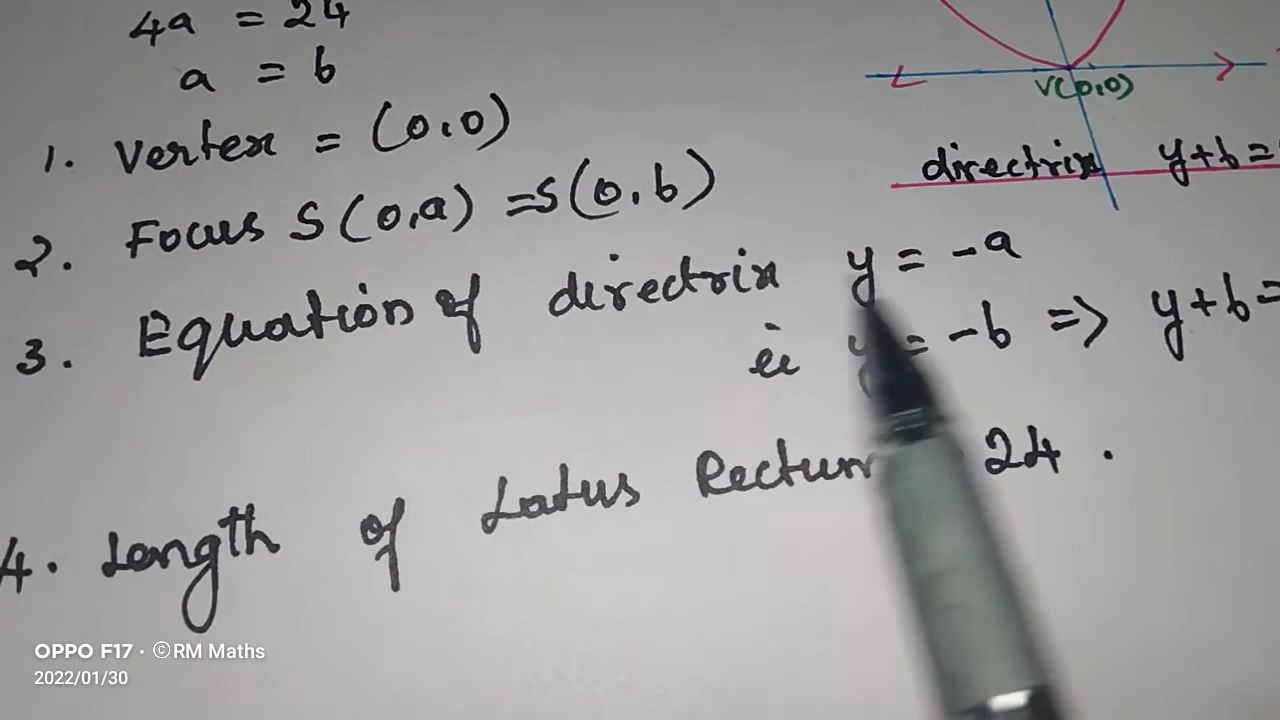 4a = 24
a = 6
1. Vertex = (0,0)
2. Focus S(0,a) = S(0,6)
3. Equation of directrix y = -a
ie y = -6 => y+6=
4. Length of Latus Rectum 24.
V(0,0)
directrix y+6=
OPPO F17 · ©RM Maths
2022/01/30